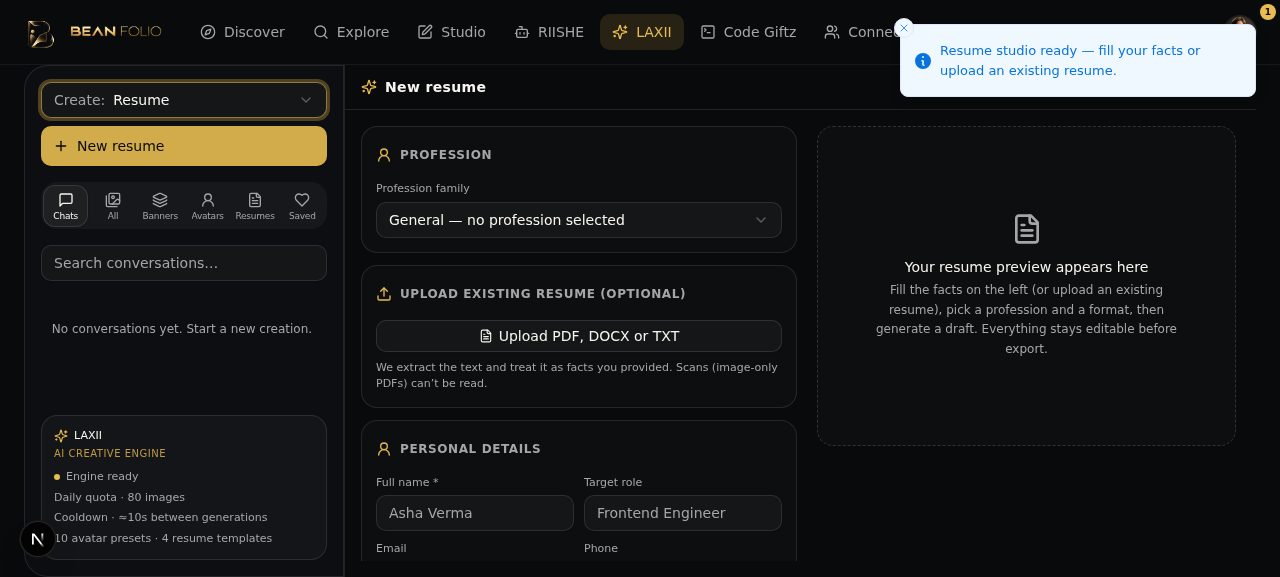 BEAN FOLIO
Discover
Explore
Studio
RIISHE
LAXII
Code Giftz
1
Resume studio ready — fill your facts or
upload an existing resume.
Create: Resume
New resume
Chats
All
Banners
Avatars
Resumes
Saved
Search conversations...
No conversations yet. Start a new creation.
LAXII
AI CREATIVE ENGINE
Engine ready
Daily quota · 80 images
Cooldown · ≈10s between generations
10 avatar presets · 4 resume templates
N
New resume
PROFESSION
Profession family
General — no profession selected
UPLOAD EXISTING RESUME (OPTIONAL)
Upload PDF, DOCX or TXT
We extract the text and treat it as facts you provided. Scans (image-only
PDFs) can’t be read.
PERSONAL DETAILS
Full name *
Target role
Asha Verma
Frontend Engineer
Email
Phone
Your resume preview appears here
Fill the facts on the left (or upload an existing
resume), pick a profession and a format, then
generate a draft. Everything stays editable before
export.